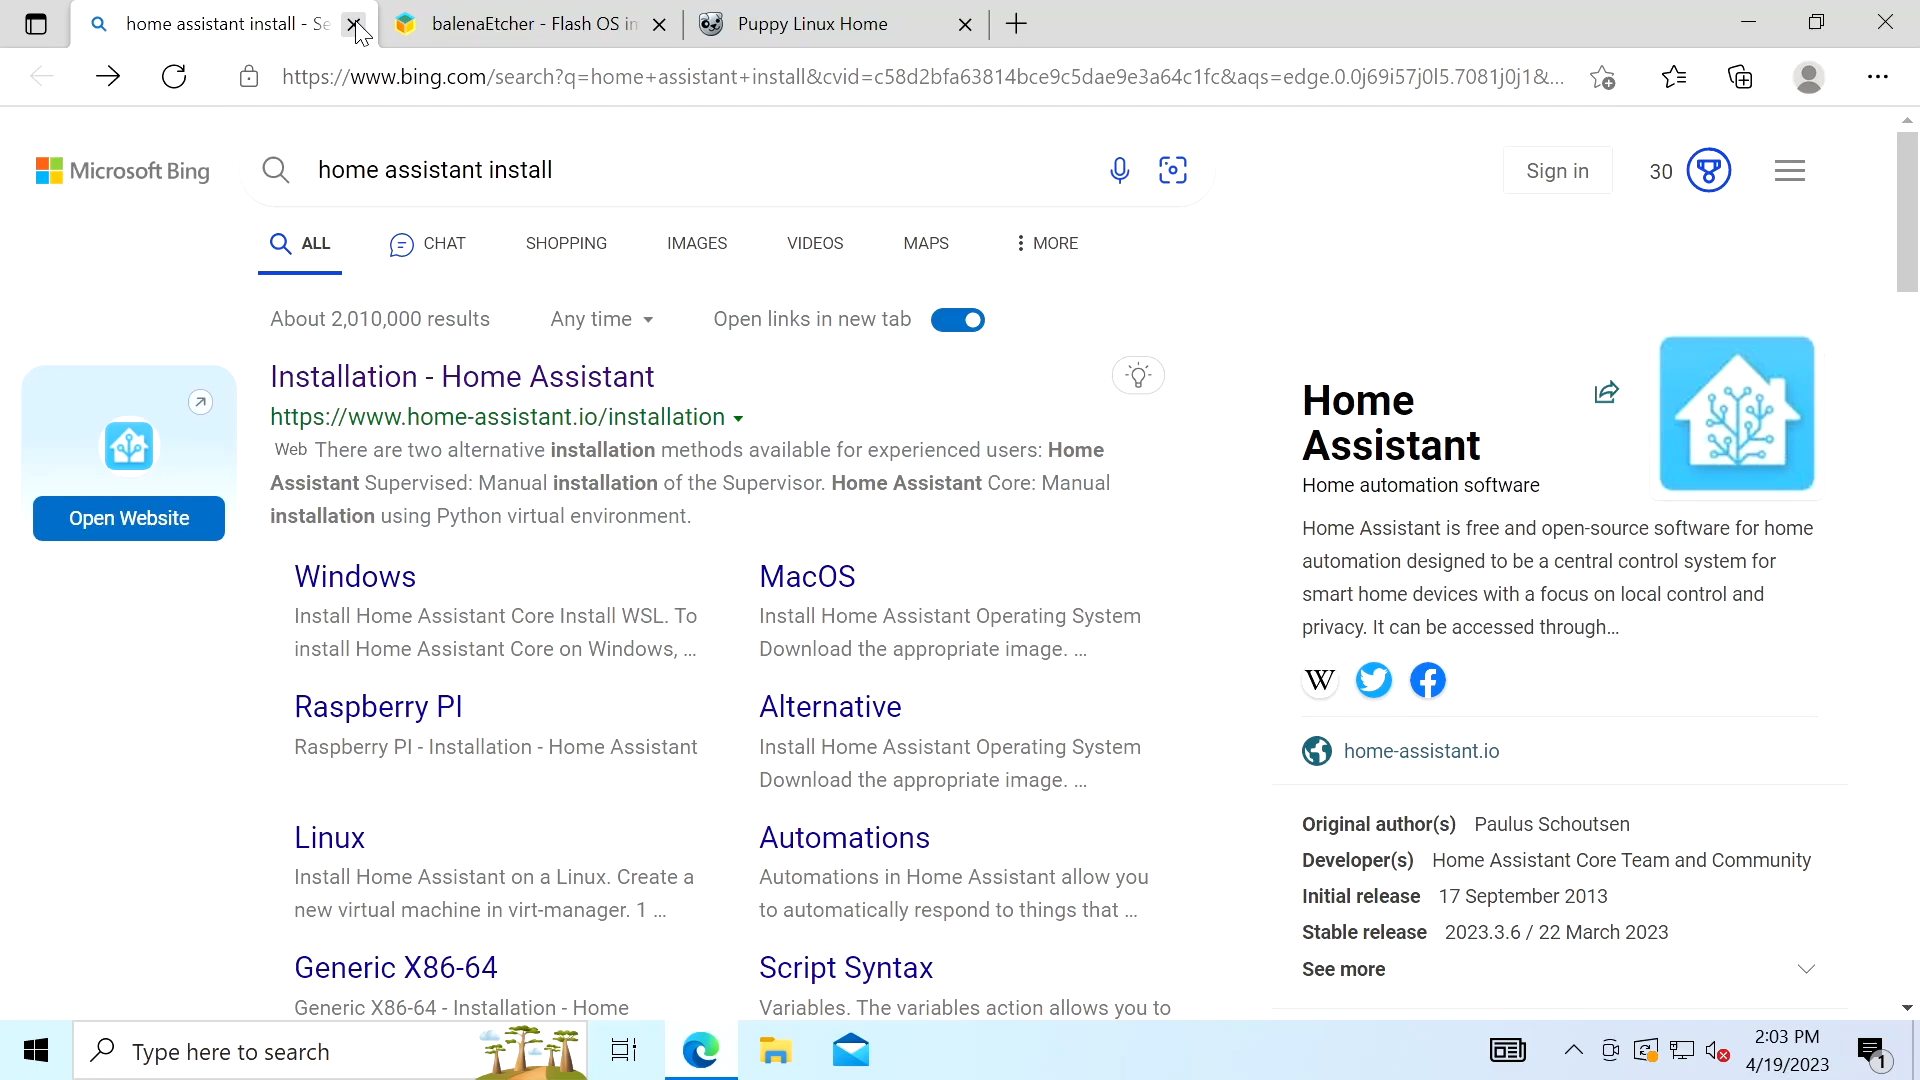 home assistant install - Se
balenaEtcher - Flash OS im
Puppy Linux Home
https://www.bing.com/search?q=home+assistant+install&cvid=c58d2bfa63814bce9c5dae9e3a64c1fc&aqs=edge.0.0j69i57j0l5.7081j0j1&...
Microsoft Bing
home assistant install
Sign in
30
ALL
CHAT
SHOPPING
IMAGES
VIDEOS
MAPS
MORE
About 2,010,000 results
Any time
Open links in new tab
Open Website
Installation - Home Assistant
https://www.home-assistant.io/installation
Web There are two alternative installation methods available for experienced users: Home
Assistant Supervised: Manual installation of the Supervisor. Home Assistant Core: Manual
installation using Python virtual environment.
Windows
Install Home Assistant Core Install WSL. To
install Home Assistant Core on Windows, ...
MacOS
Install Home Assistant Operating System
Download the appropriate image. ...
Raspberry PI
Raspberry PI - Installation - Home Assistant
Alternative
Install Home Assistant Operating System
Download the appropriate image. ...
Linux
Install Home Assistant on a Linux. Create a
new virtual machine in virt-manager. 1 ...
Automations
Automations in Home Assistant allow you
to automatically respond to things that ...
Generic X86-64
Generic X86-64 - Installation - Home
Script Syntax
Variables. The variables action allows you to
Home
Assistant
Home automation software
Home Assistant is free and open-source software for home
automation designed to be a central control system for
smart home devices with a focus on local control and
privacy. It can be accessed through...
W
home-assistant.io
Original author(s) Paulus Schoutsen
Developer(s) Home Assistant Core Team and Community
Initial release 17 September 2013
Stable release 2023.3.6 / 22 March 2023
See more
Type here to search
2:03 PM
4/19/2023
1